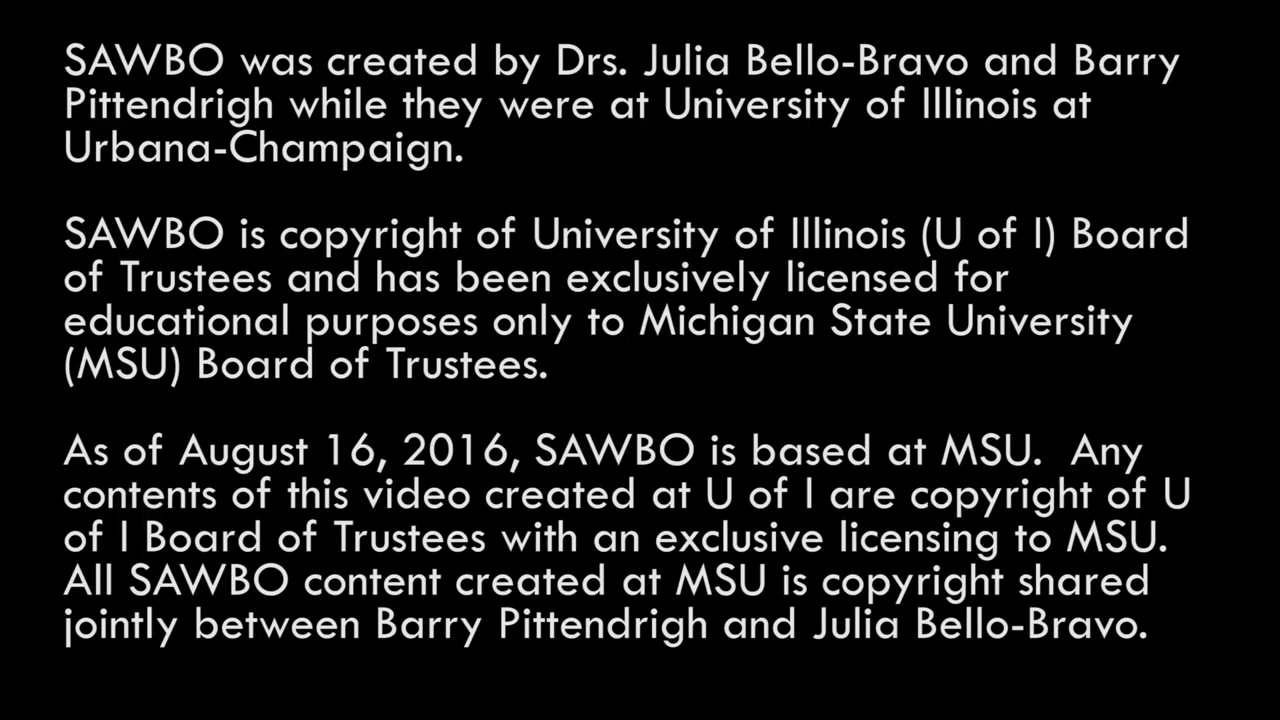 SAWBO was created by Drs. Julia Bello-Bravo and Barry
Pittendrigh while they were at University of Illinois at
Urbana-Champaign.
SAWBO is copyright of University of Illinois (U of I) Board
of Trustees and has been exclusively licensed for
educational purposes only to Michigan State University
(MSU) Board of Trustees.
As of August 16, 2016, SAWBO is based at MSU.  Any
contents of this video created at U of I are copyright of U
of I Board of Trustees with an exclusive licensing to MSU.
All SAWBO content created at MSU is copyright shared
jointly between Barry Pittendrigh and Julia Bello-Bravo.